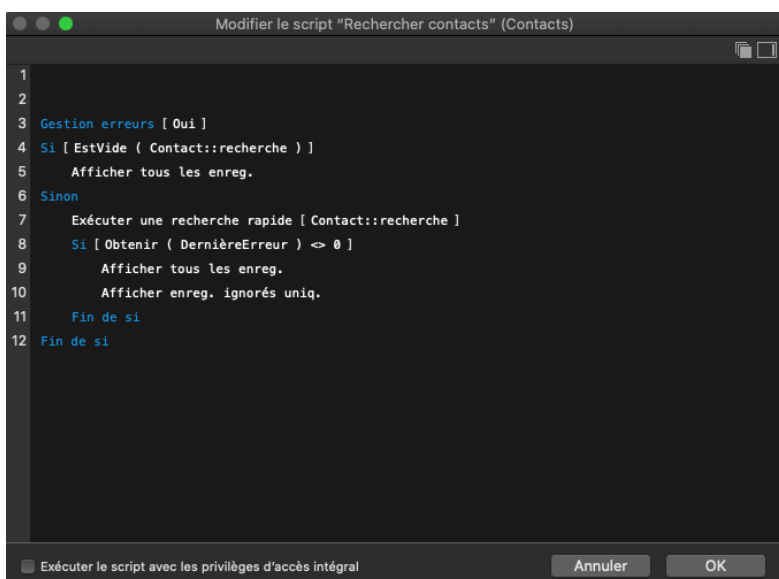 Modifier le script “Rechercher contacts” (Contacts)
1
2
3 Gestion erreurs [ Oui ]
4 Si [ EstVide ( Contact::recherche ) ]
5 Afficher tous les enreg.
6 Sinon
7 Exécuter une recherche rapide [ Contact::recherche ]
8 Si [ Obtenir ( DernièreErreur ) <> 0 ]
9 Afficher tous les enreg.
10 Afficher enreg. ignorés uniq.
11 Fin de si
12 Fin de si
Exécuter le script avec les privilèges d’accès intégral Annuler OK